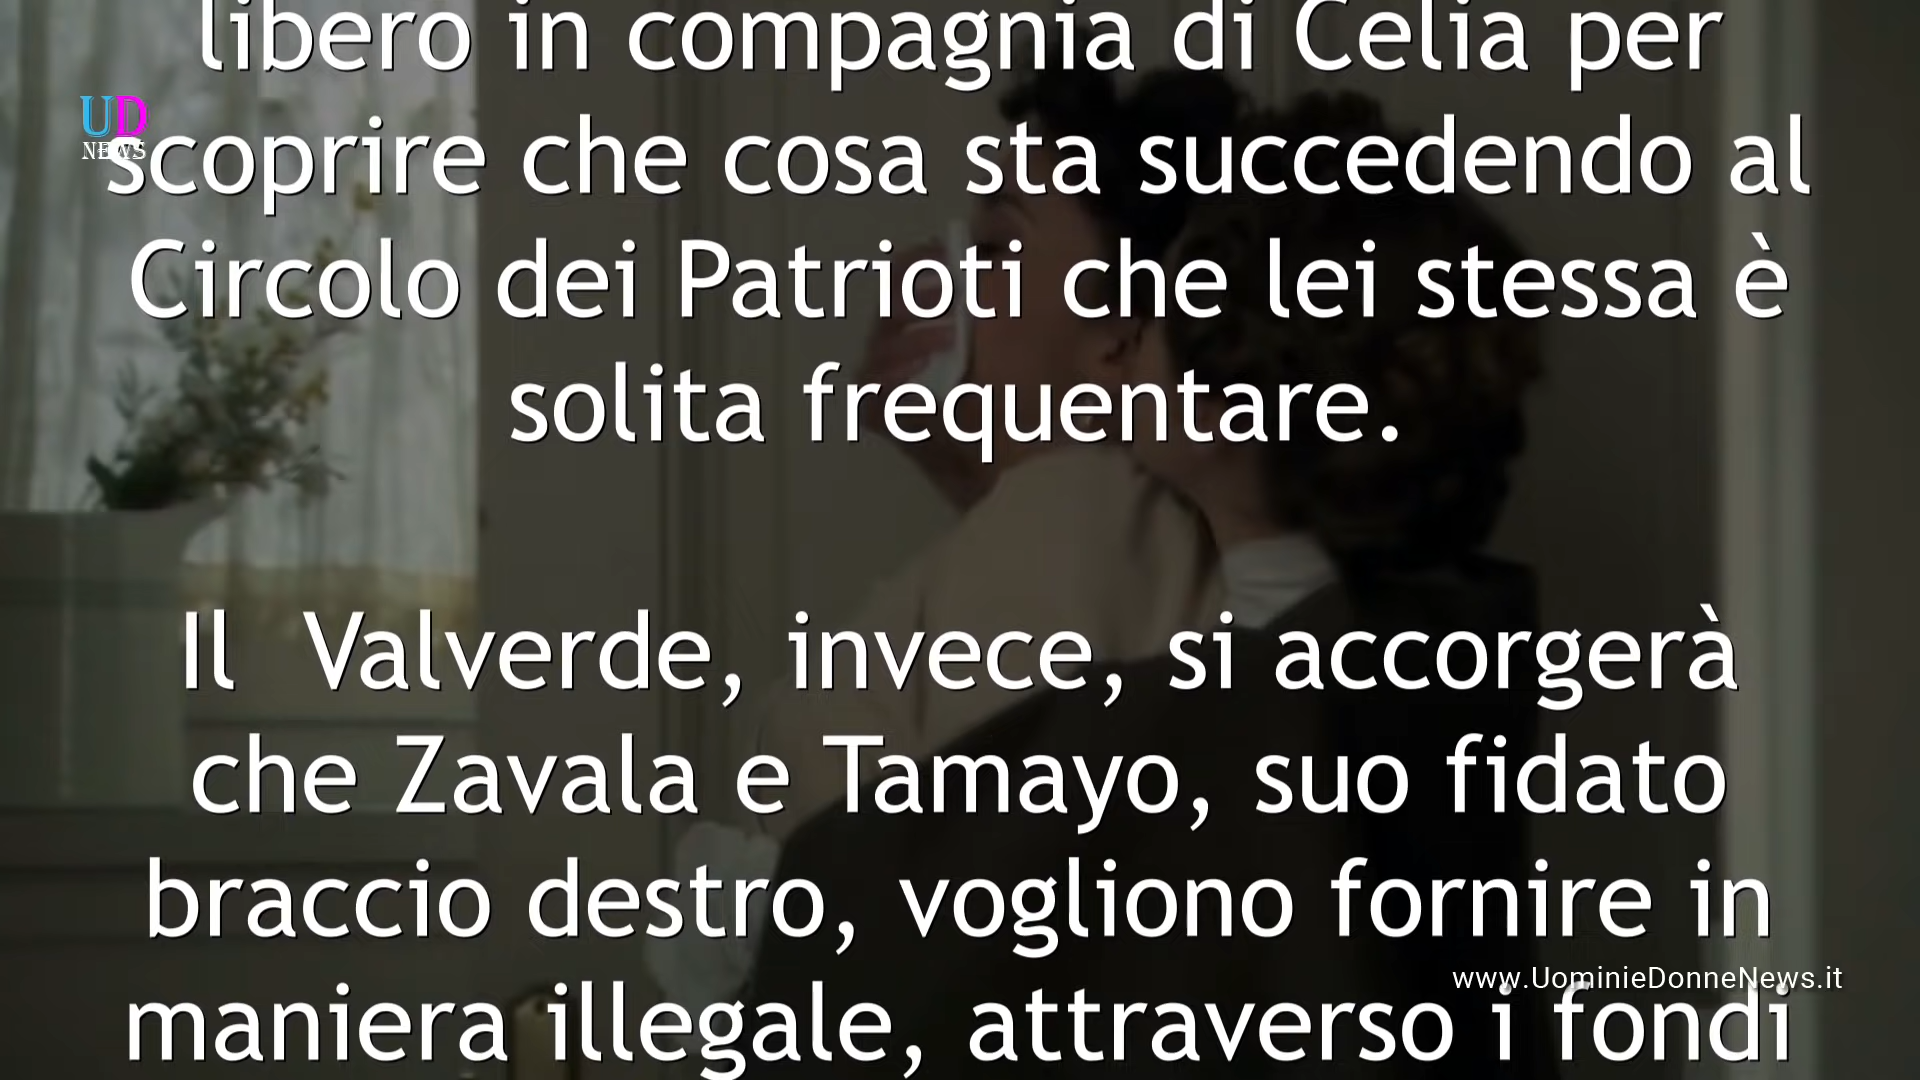 libero in compagnia di Celia per
UD
NEWS
scoprire che cosa sta succedendo al
Circolo dei Patrioti che lei stessa è
solita frequentare.
Il Valverde, invece, si accorgerà
che Zavala e Tamayo, suo fidato
braccio destro, vogliono fornire in
www.UominieDonneNews.it
maniera illegale, attraverso i fondi